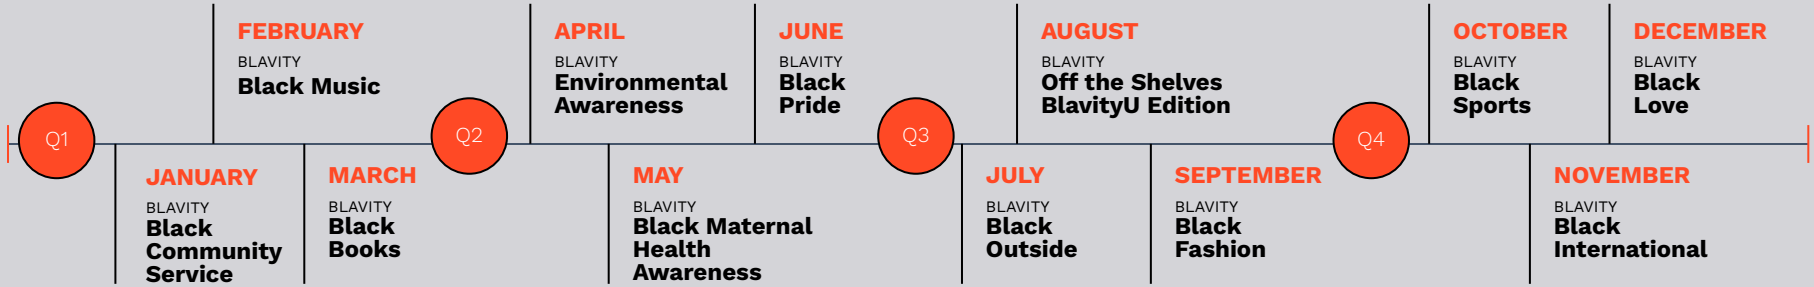 Q1
JANUARY
BLAVITY
Black
Community
Service
FEBRUARY
BLAVITY
Black Music
MARCH
BLAVITY
Black
Books
Q2
APRIL
BLAVITY
Environmental
Awareness
MAY
BLAVITY
Black Maternal
Health
Awareness
JUNE
BLAVITY
Black
Pride
Q3
JULY
BLAVITY
Black
Outside
AUGUST
BLAVITY
Off the Shelves
BlavityU Edition
SEPTEMBER
BLAVITY
Black
Fashion
Q4
OCTOBER
BLAVITY
Black
Sports
NOVEMBER
BLAVITY
Black
International
DECEMBER
BLAVITY
Black
Love